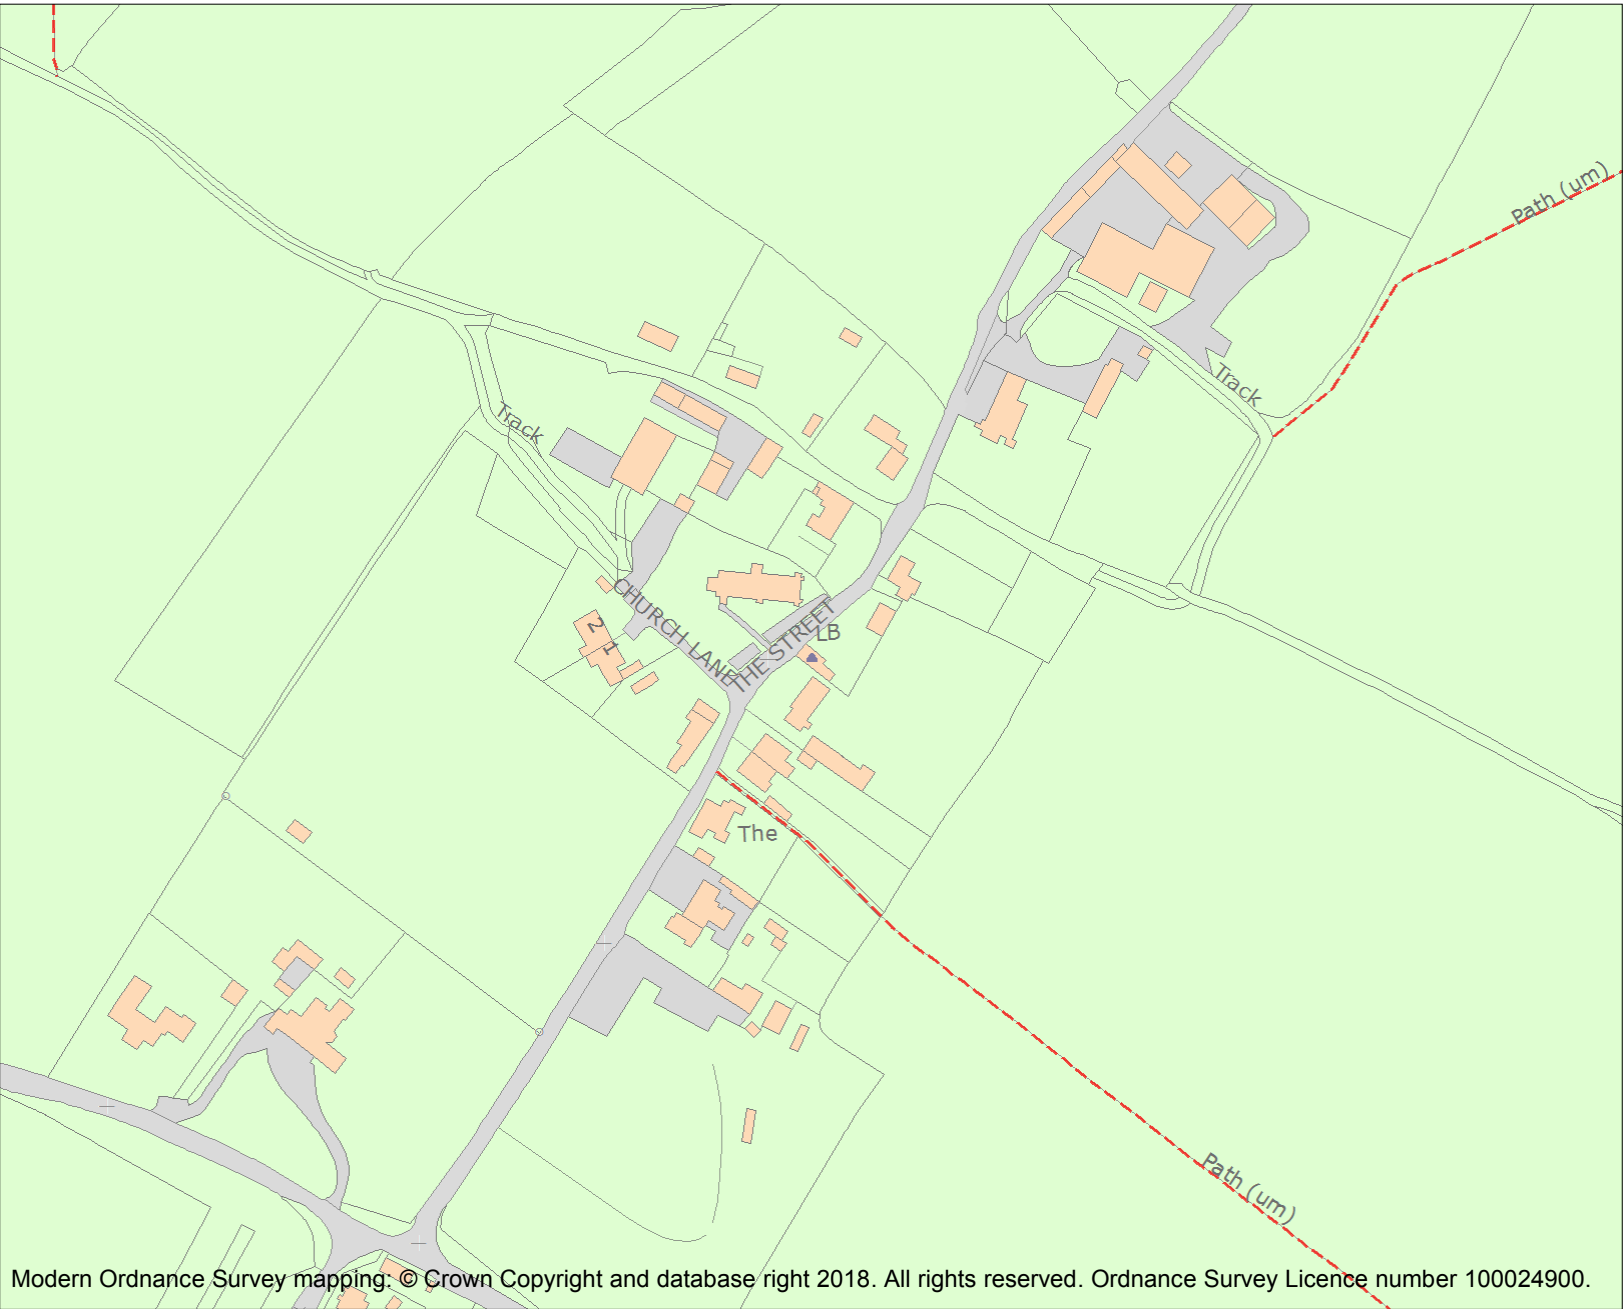 Path (um)
Track
Track
CHURCH LANE
THE STREET
LB
2
1
The
Path (um)
Modern Ordnance Survey mapping: © Crown Copyright and database right 2018. All rights reserved. Ordnance Survey Licence number 100024900.